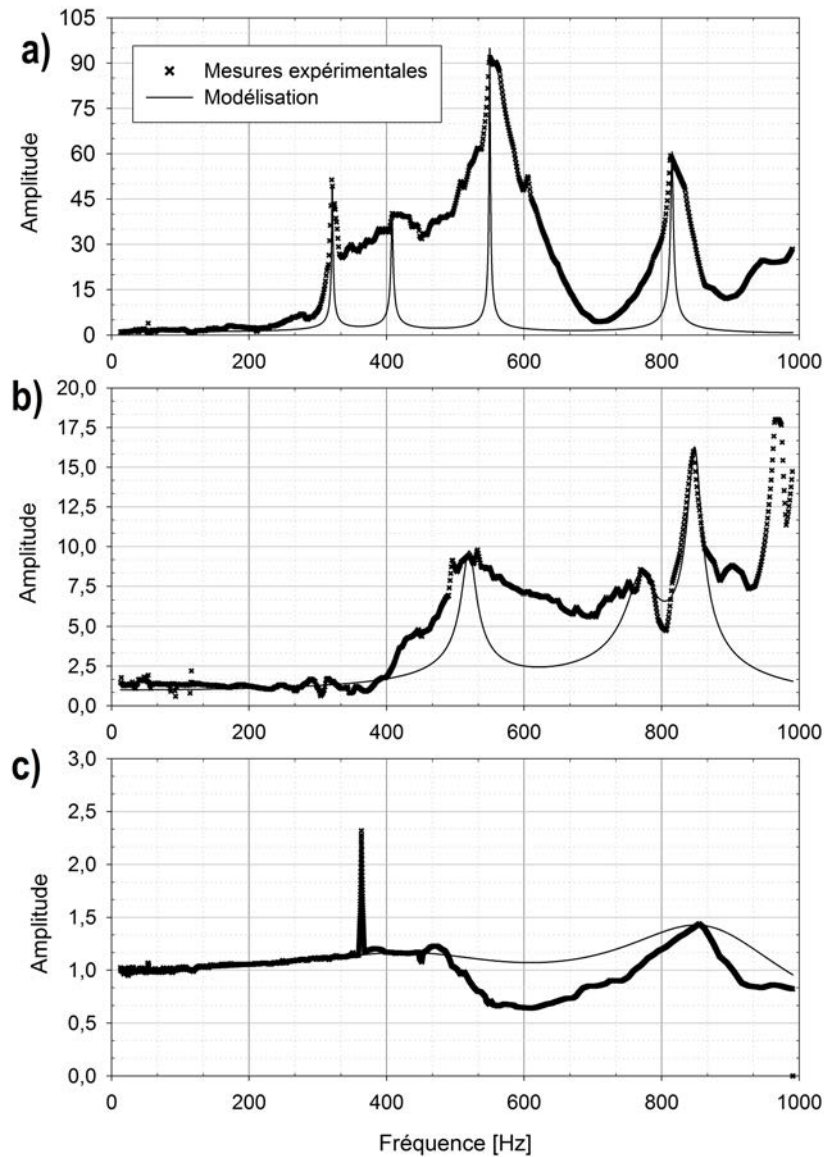 a)
Amplitude
105
90
75
60
45
30
15
0
Mesures expérimentales
Modélisation
0 200 400 600 800 1000
b)
Amplitude
20,0
17,5
15,0
12,5
10,0
7,5
5,0
2,5
0,0
0 200 400 600 800 1000
c)
Amplitude
3,0
2,5
2,0
1,5
1,0
0,5
0,0
0 200 400 600 800 1000
Fréquence [Hz]